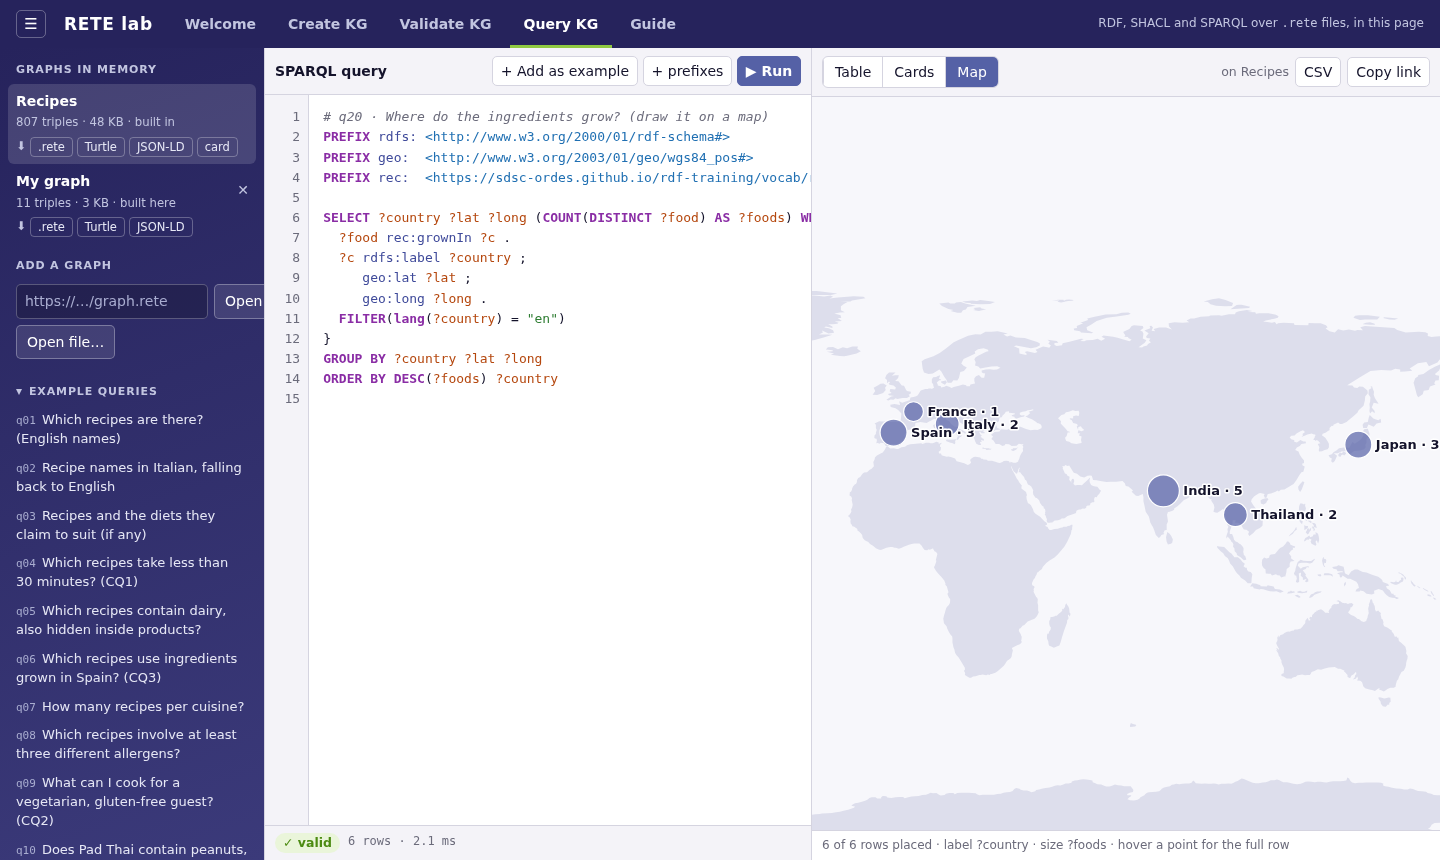 ☰ RETE lab Welcome Create KG Validate KG Query KG Guide RDF, SHACL and SPARQL over .rete files, in this page
GRAPHS IN MEMORY
Recipes
807 triples · 48 KB · built in
⬇ .rete Turtle JSON-LD card
My graph
11 triples · 3 KB · built here
✕
⬇ .rete Turtle JSON-LD
ADD A GRAPH
https://…/graph.rete Open
Open file…
▾ EXAMPLE QUERIES
q01 Which recipes are there?
(English names)
q02 Recipe names in Italian, falling
back to English
q03 Recipes and the diets they
claim to suit (if any)
q04 Which recipes take less than
30 minutes? (CQ1)
q05 Which recipes contain dairy,
also hidden inside products?
q06 Which recipes use ingredients
grown in Spain? (CQ3)
q07 How many recipes per cuisine?
q08 Which recipes involve at least
three different allergens?
q09 What can I cook for a
vegetarian, gluten-free guest?
(CQ2)
q10 Does Pad Thai contain peanuts,
SPARQL query + Add as example + prefixes ▶ Run
1 # q20 · Where do the ingredients grow? (draw it on a map)
2 PREFIX rdfs: <http://www.w3.org/2000/01/rdf-schema#>
3 PREFIX geo: <http://www.w3.org/2003/01/geo/wgs84_pos#>
4 PREFIX rec: <https://sdsc-ordes.github.io/rdf-training/vocab/
5
6 SELECT ?country ?lat ?long (COUNT(DISTINCT ?food) AS ?foods)
7 ?food rec:grownIn ?c .
8 ?c rdfs:label ?country ;
9 geo:lat ?lat ;
10 geo:long ?long .
11 FILTER(lang(?country) = "en")
12 }
13 GROUP BY ?country ?lat ?long
14 ORDER BY DESC(?foods) ?country
15
✓ valid 6 rows · 2.1 ms
Table Cards Map on Recipes CSV Copy link
France · 1
Italy · 2
Spain · 3
Japan · 3
India · 5
Thailand · 2
6 of 6 rows placed · label ?country · size ?foods · hover a point for the full row